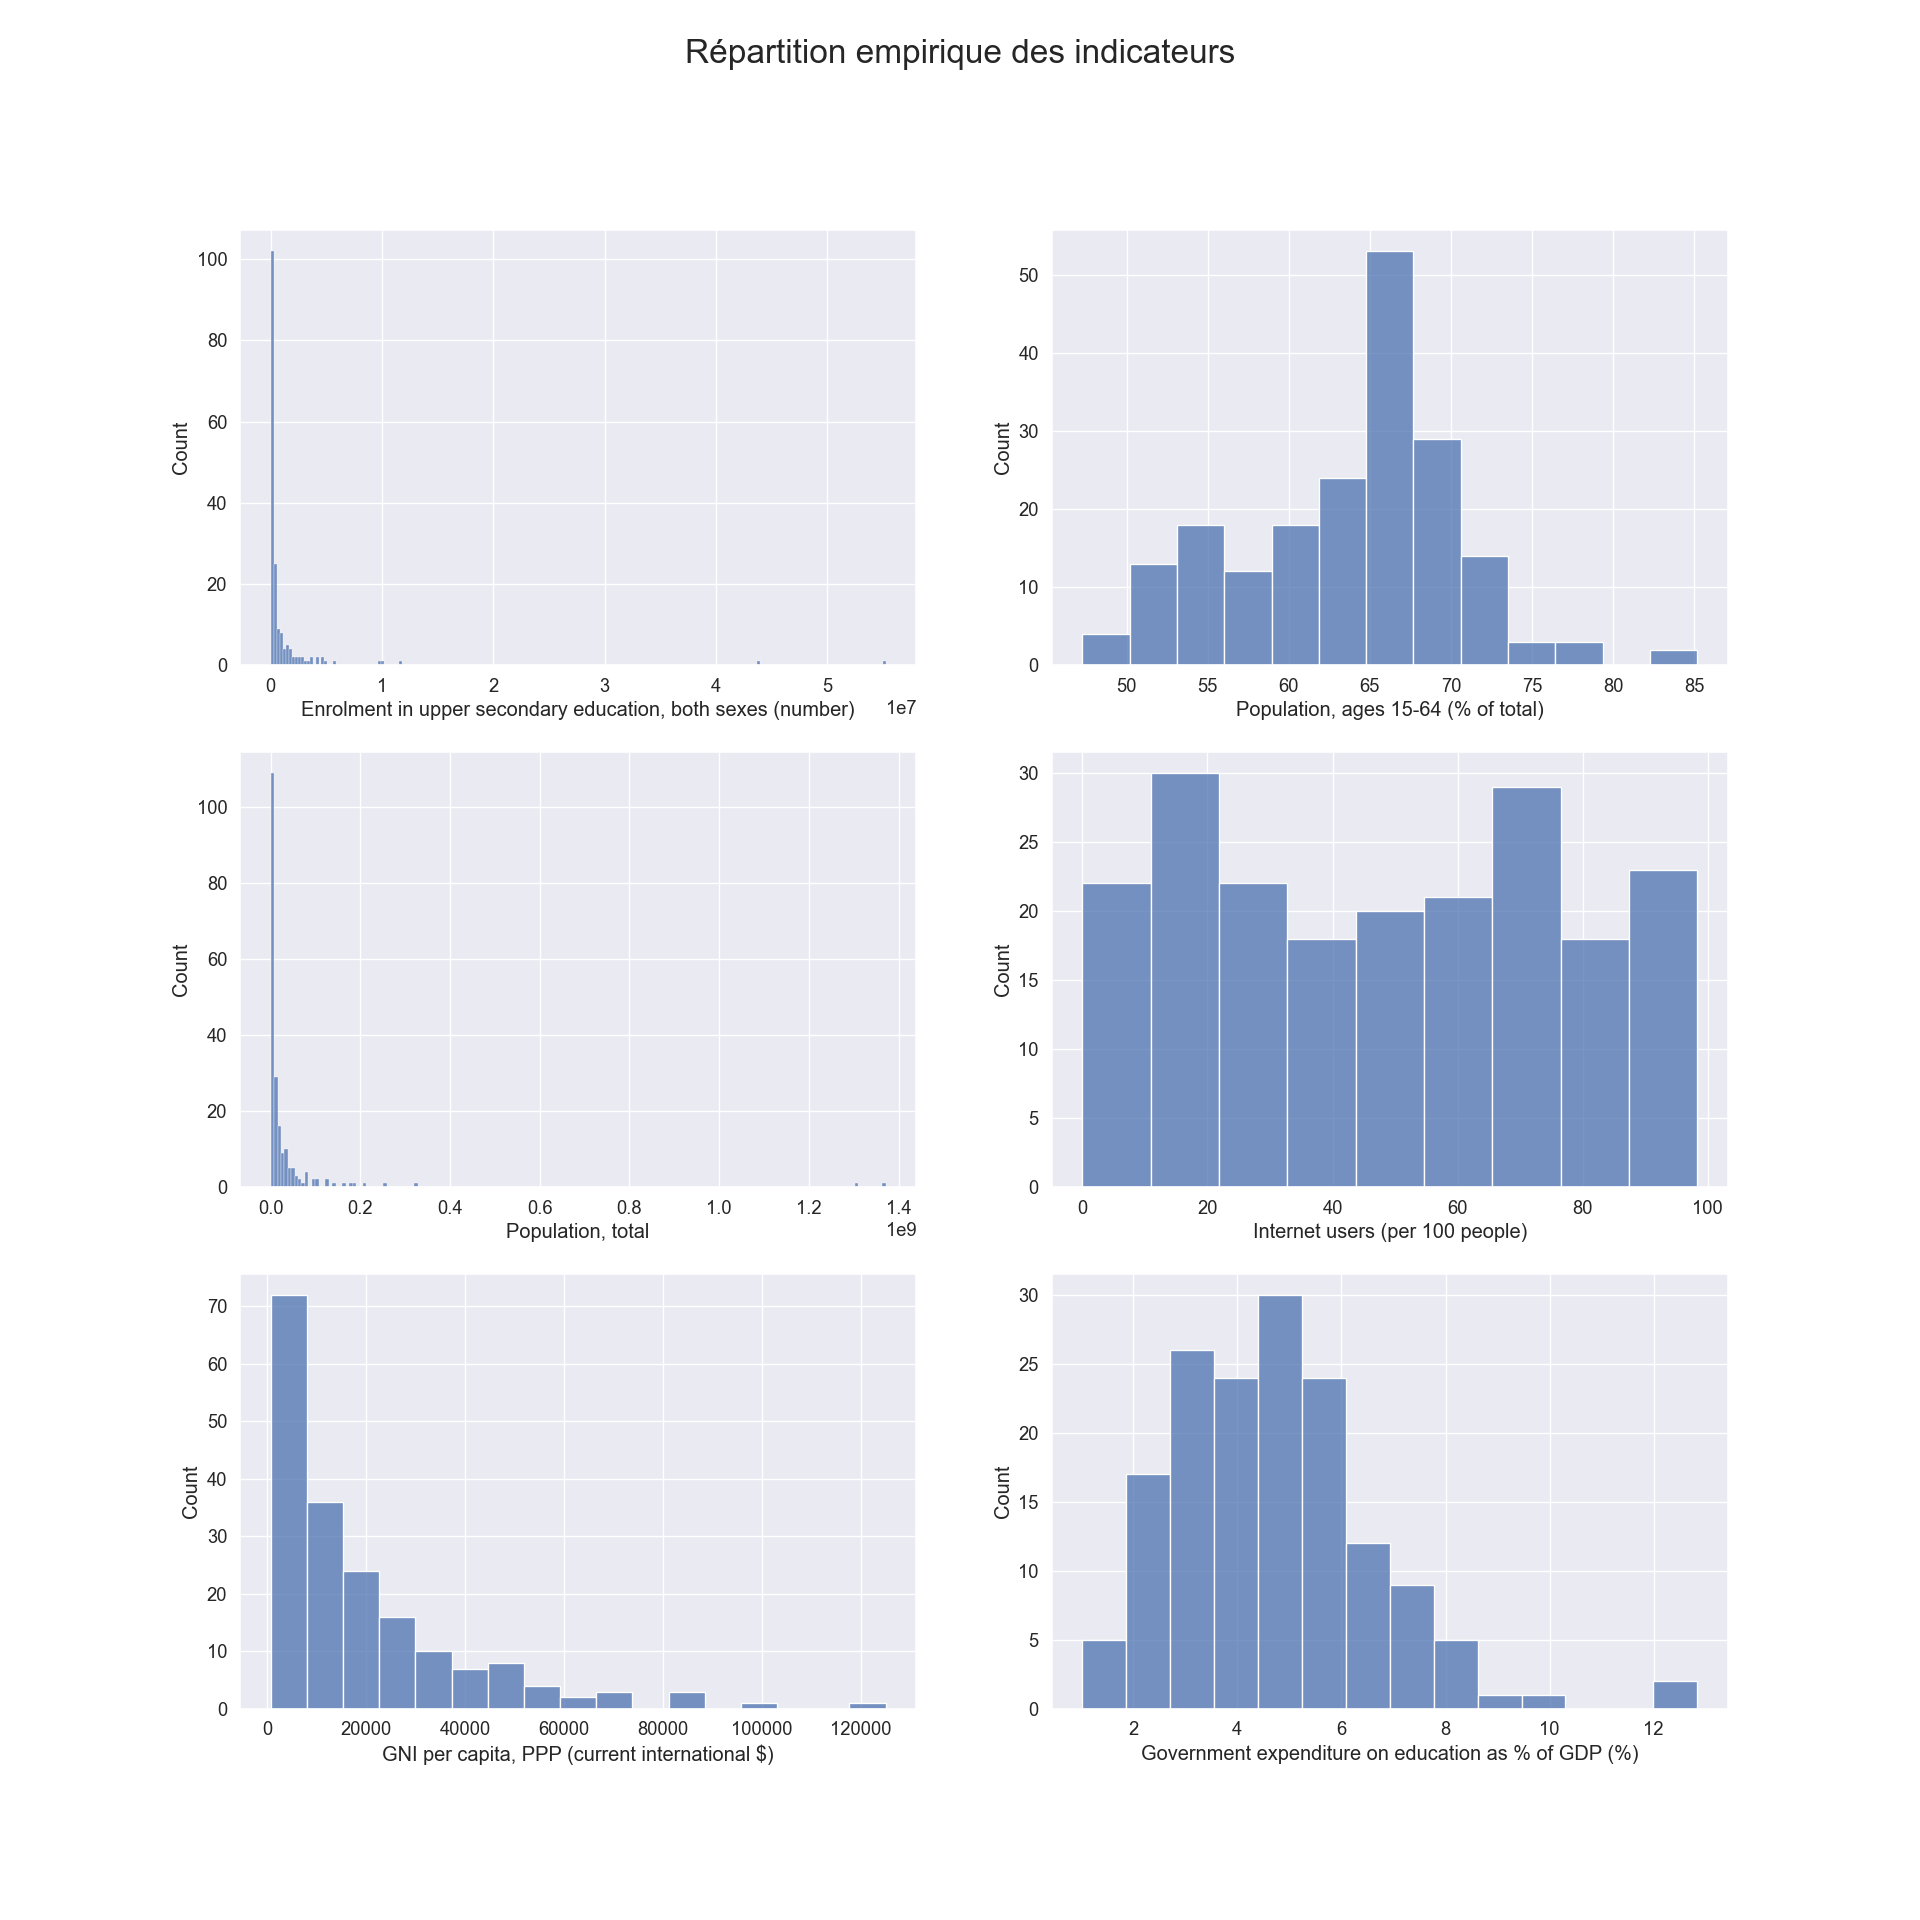 Répartition empirique des indicateurs
100
80
60
40
20
0
Count
0 1 2 3 4 5
Enrolment in upper secondary education, both sexes (number)
1e7
50
40
30
20
10
0
Count
50 55 60 65 70 75 80 85
Population, ages 15-64 (% of total)
100
80
60
40
20
0
Count
0.0 0.2 0.4 0.6 0.8 1.0 1.2 1.4
Population, total
1e9
30
25
20
15
10
5
0
Count
0 20 40 60 80 100
Internet users (per 100 people)
70
60
50
40
30
20
10
0
Count
0 20000 40000 60000 80000 100000 120000
GNI per capita, PPP (current international $)
30
25
20
15
10
5
0
Count
2 4 6 8 10 12
Government expenditure on education as % of GDP (%)